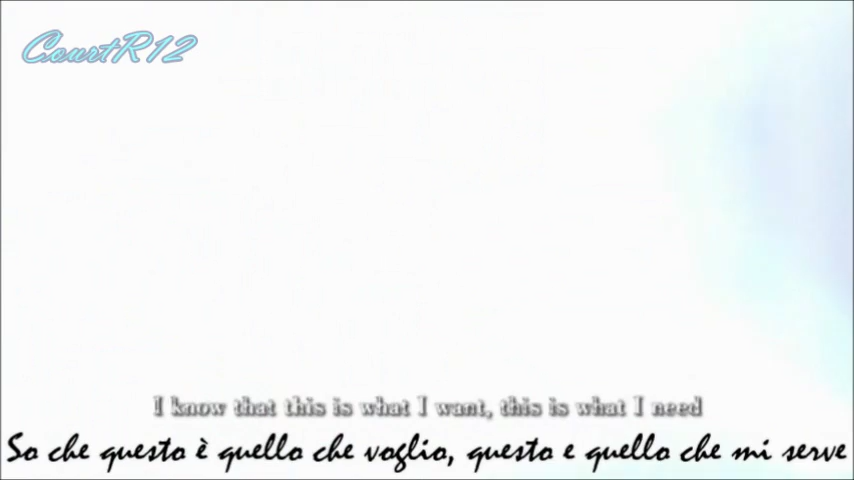 CourtR12
I know that this is what I want, this is what I need
So che questo è quello che voglio, questo e quello che mi serve